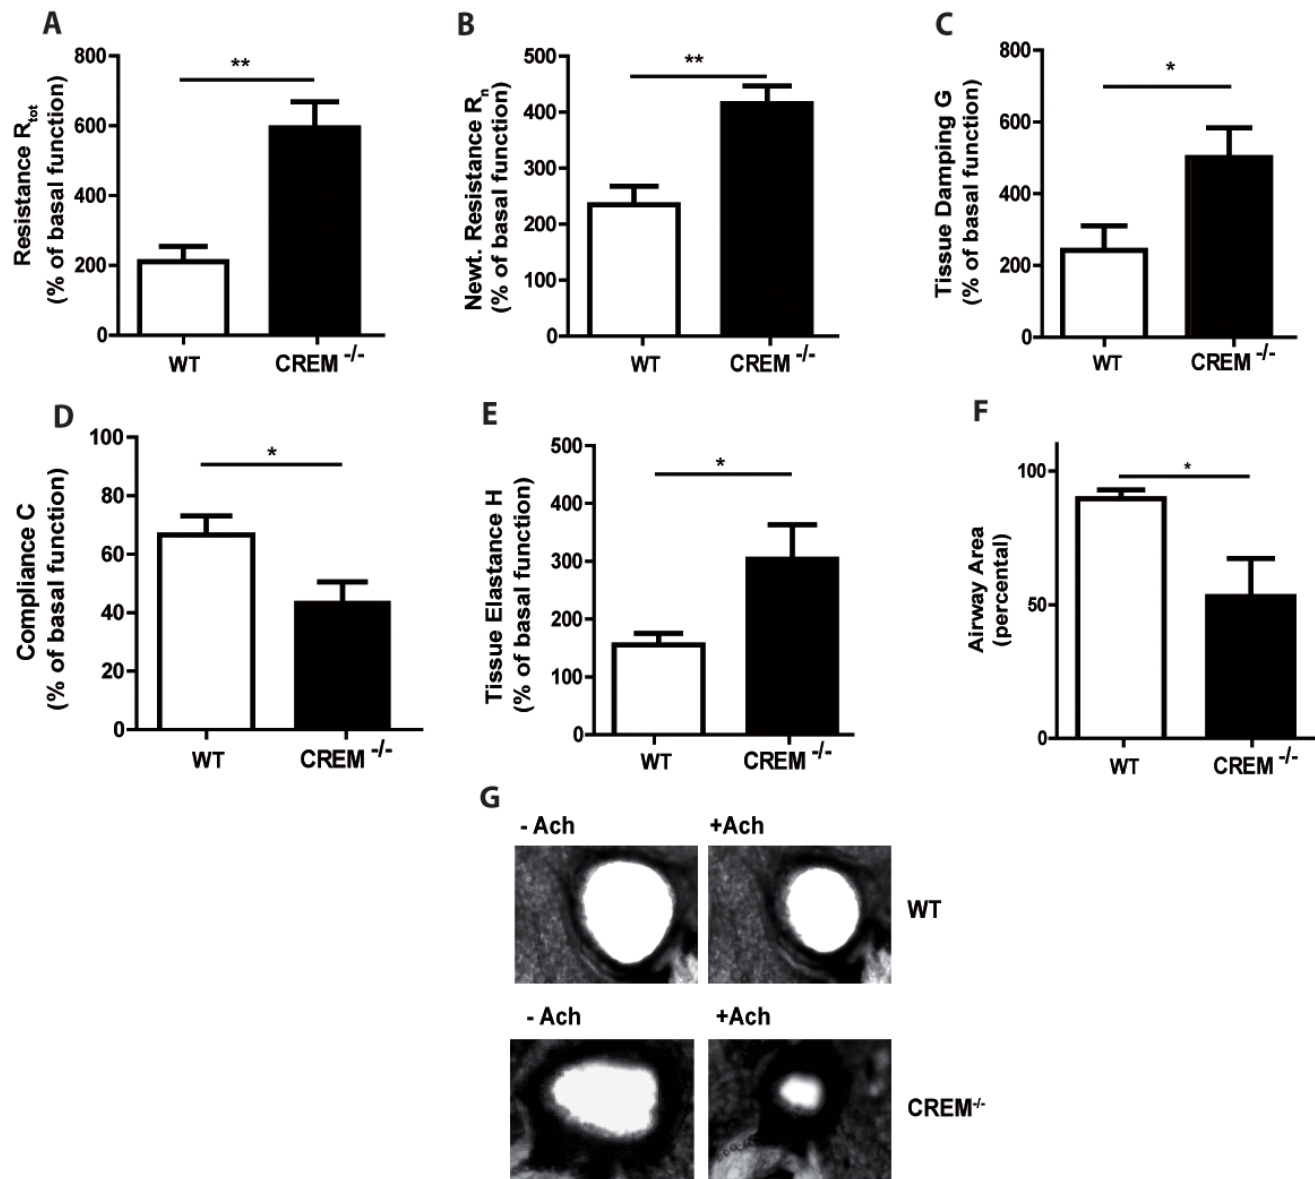 A
Resistance Rtot
(% of basal function)
800
600
400
200
0
**
WT
CREM -/-
B
Newt. Resistance Rn
(% of basal function)
500
400
300
200
100
0
**
WT
CREM -/-
C
Tissue Damping G
(% of basal function)
800
600
400
200
0
*
WT
CREM -/-
D
Compliance C
(% of basal function)
100
80
60
40
20
0
*
WT
CREM -/-
E
Tissue Elastance H
(% of basal function)
500
400
300
200
100
0
*
WT
CREM -/-
F
Airway Area
(percental)
100
50
0
*
WT
CREM -/-
G
- Ach
+Ach
WT
- Ach
+Ach
CREM-/-